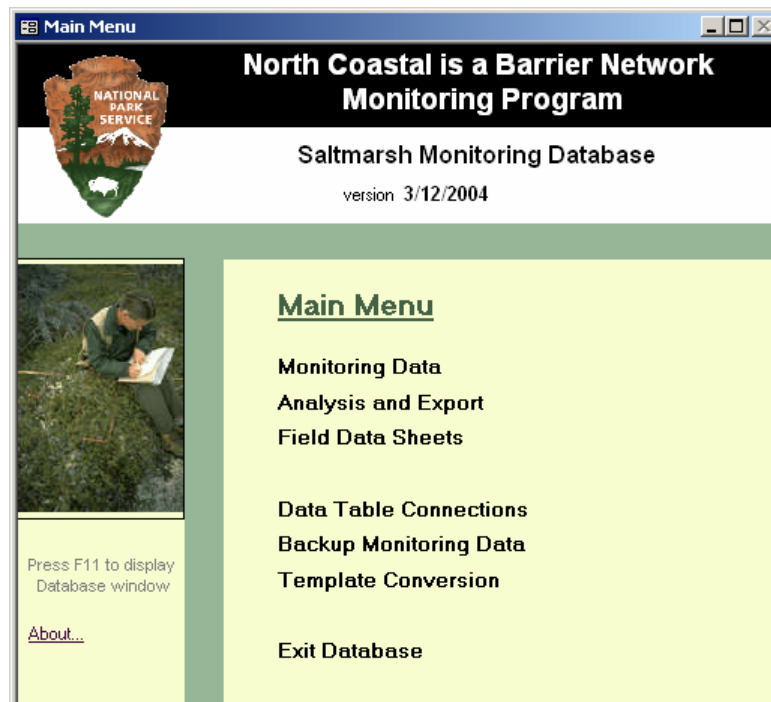 Main Menu
North Coastal is a Barrier Network
Monitoring Program
NATIONAL
PARK
SERVICE
Saltmarsh Monitoring Database
version 3/12/2004
Main Menu
Monitoring Data
Analysis and Export
Field Data Sheets
Data Table Connections
Backup Monitoring Data
Template Conversion
Exit Database
Press F11 to display
Database window
About...